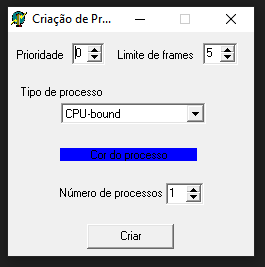 Criação de Pr...
Prioridade 0 Limite de frames 5
Tipo de processo
CPU-bound
Cor do processo
Número de processos 1
Criar